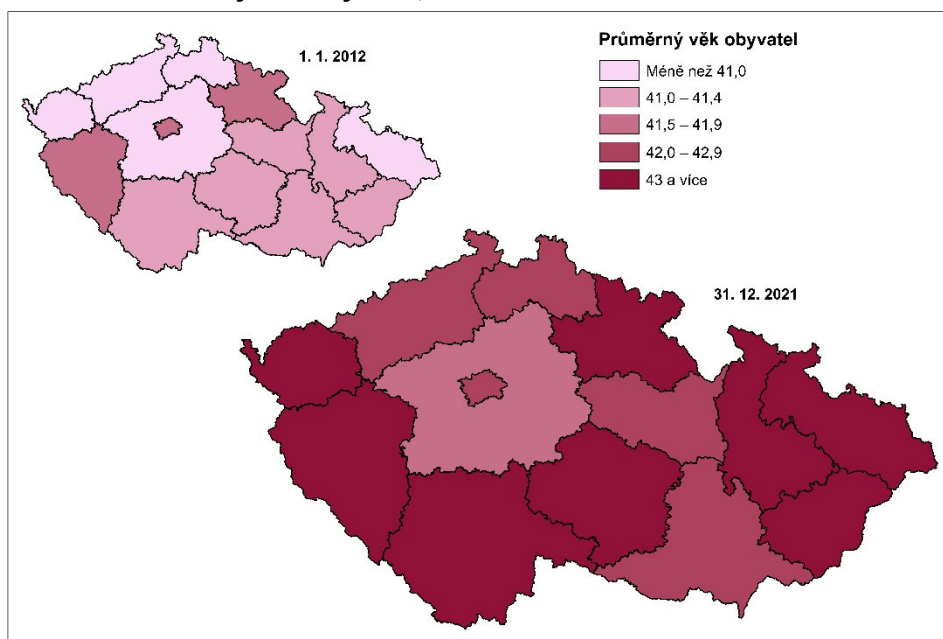 1. 1. 2012
Průměrný věk obyvatel
Méně než 41,0
41,0 – 41,4
41,5 – 41,9
42,0 – 42,9
43 a více
31. 12. 2021